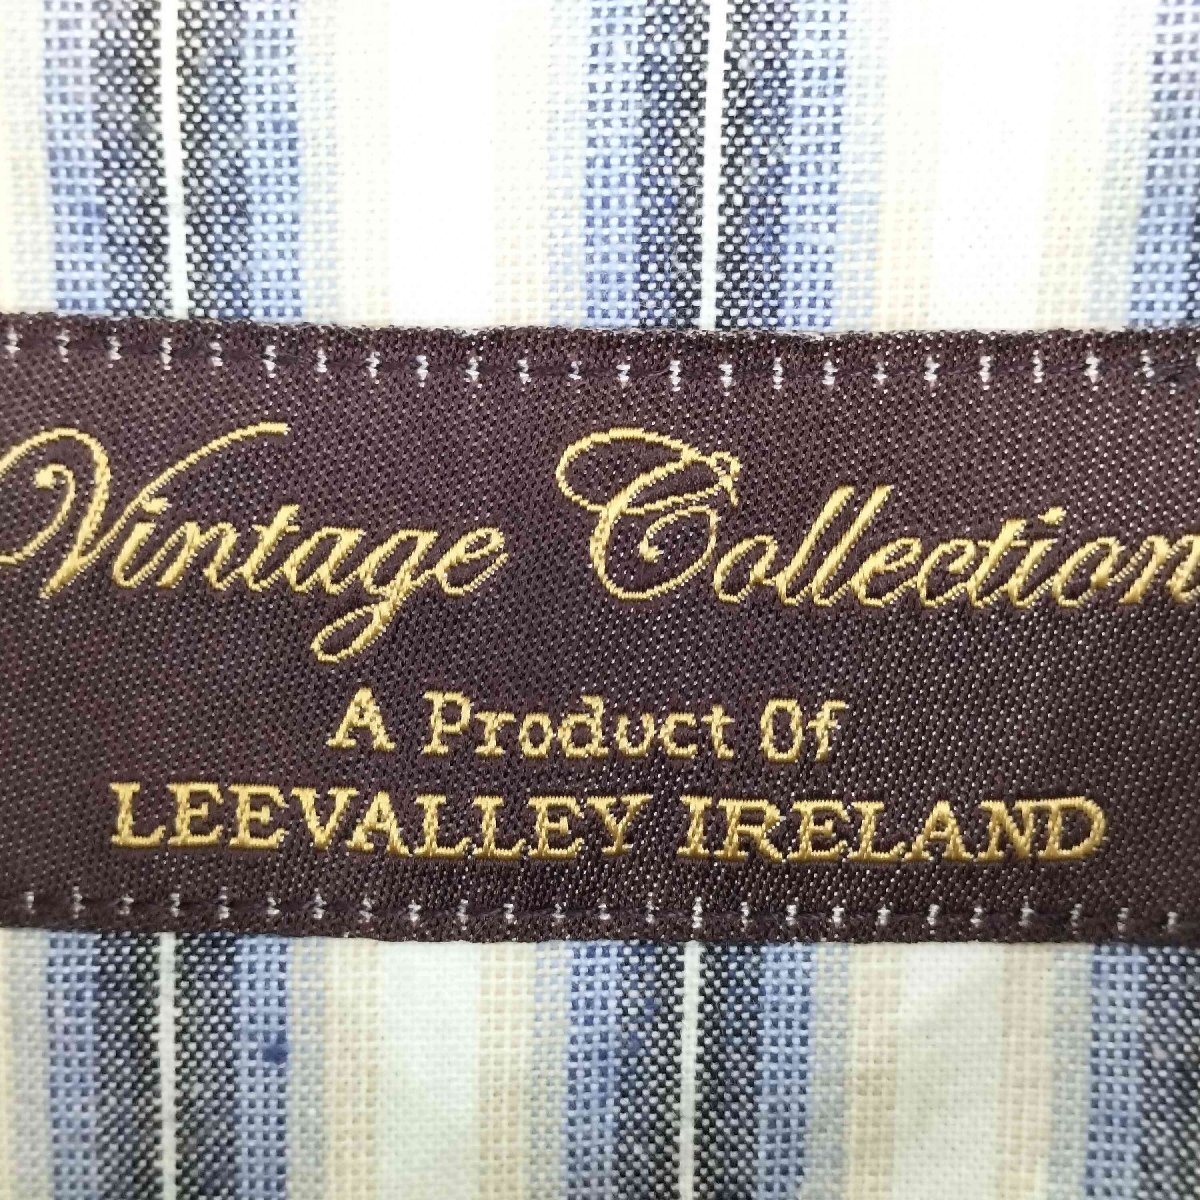 Vintage Collection
A Product Of
LEEVALLEY IRELAND